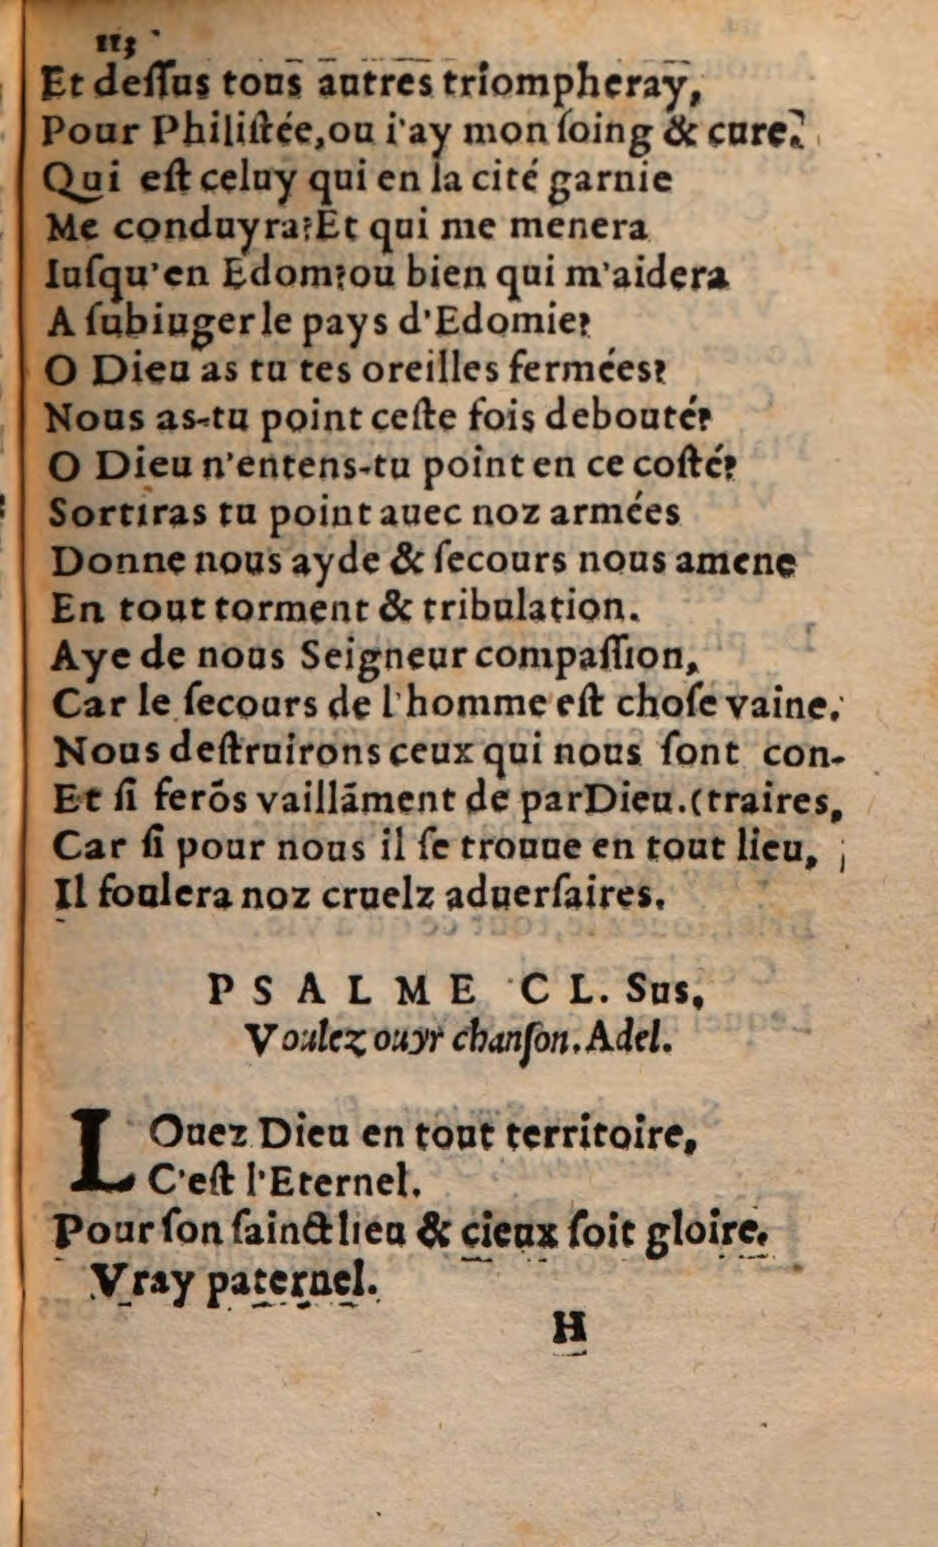 113
Et deſſus tous autres triompheray,
Pour Philiſtée,ou i'ay mon ſoing & cure?
Qui eſt celuy qui en la cité garnie
Me conduyra?Et qui me menera
Iuſqu'en Edom?ou bien qui m'aidera
A ſubiuger le pays d'Edomie?
O Dieu as tu tes oreilles fermées?
Nous as-tu point ceſte fois debouté?
O Dieu n'entens-tu point en ce coſté?
Sortiras tu point auec noz armées
Donne nous ayde & ſecours nous amene
En tout torment & tribulation.
Aye de nous Seigneur compaſſion,
Car le ſecours de l'homme eſt choſe vaine.
Nous deſtruirons ceux qui nous ſont con-
Et ſi ferõs vaillãment de par Dieu.(traires,
Car ſi pour nous il ſe trouue en tout lieu,
Il foulera noz cruelz aduerſaires.
PSALME CL. Sus,
Voulez ouyr chanſon. Adel.
LOuez Dieu en tout territoire,
C'eſt l'Eternel.
Pour ſon ſainct lieu & cieux ſoit gloire.
Vray paternel.
H